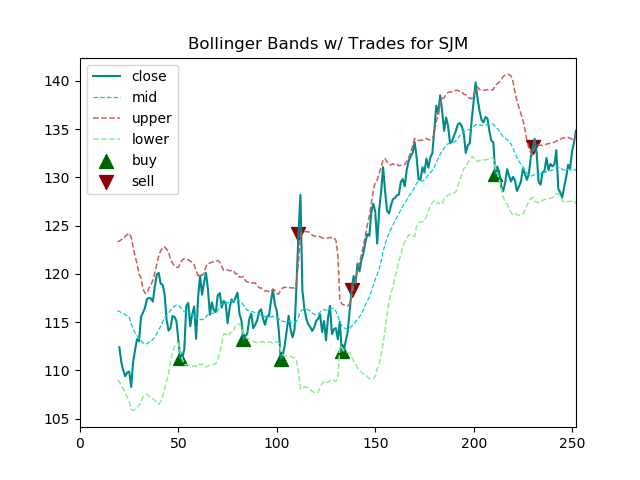 Bollinger Bands w/ Trades for SJM
close
mid
upper
lower
buy
sell
140
135
130
125
120
115
110
105
0 50 100 150 200 250